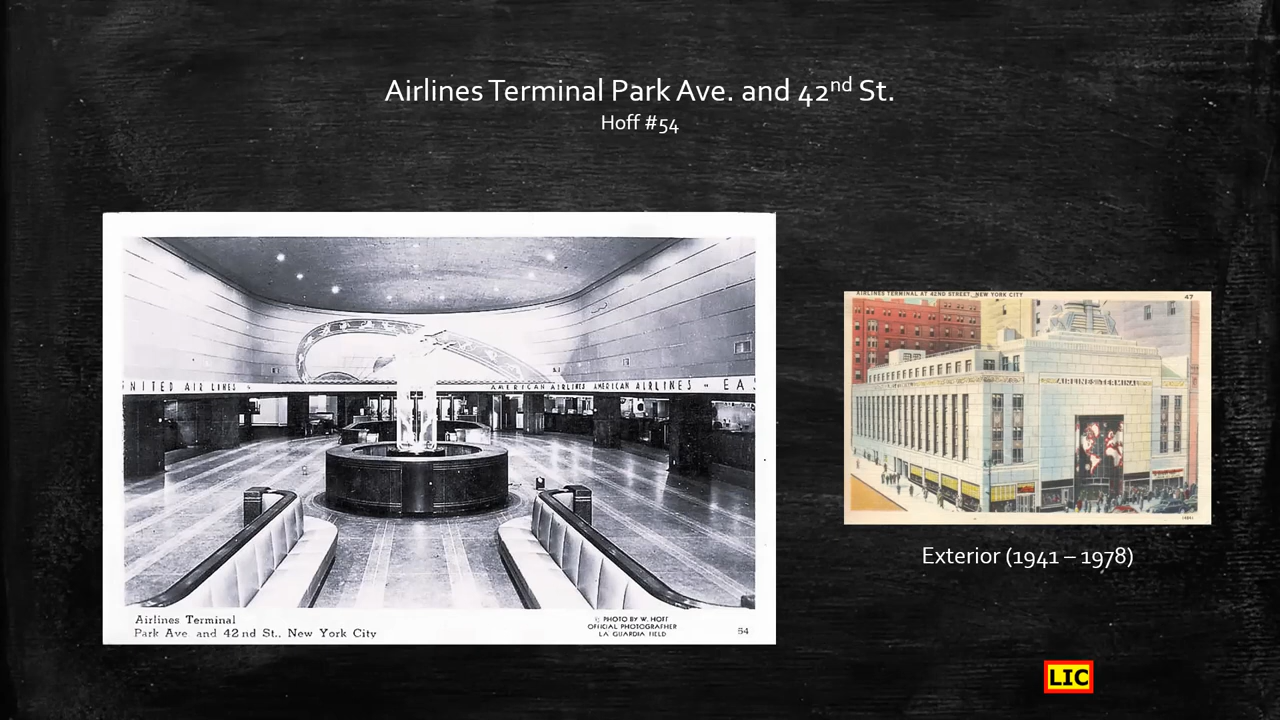 Airlines Terminal Park Ave. and 42nd St.
Hoff #54
NITED AIR LINES
AMERICAN AIRLINES AMERICAN AIRLINES - EAS
Airlines Terminal
Park Ave and 42nd St., New York City
© PHOTO BY W. HOFF
OFFICIAL PHOTOGRAPHER
LA GUARDIA FIELD
54
AIRLINES TERMINAL AT 42ND STREET, NEW YORK CITY
47
AIRLINES TERMINAL
Exterior (1941 – 1978)
LIC